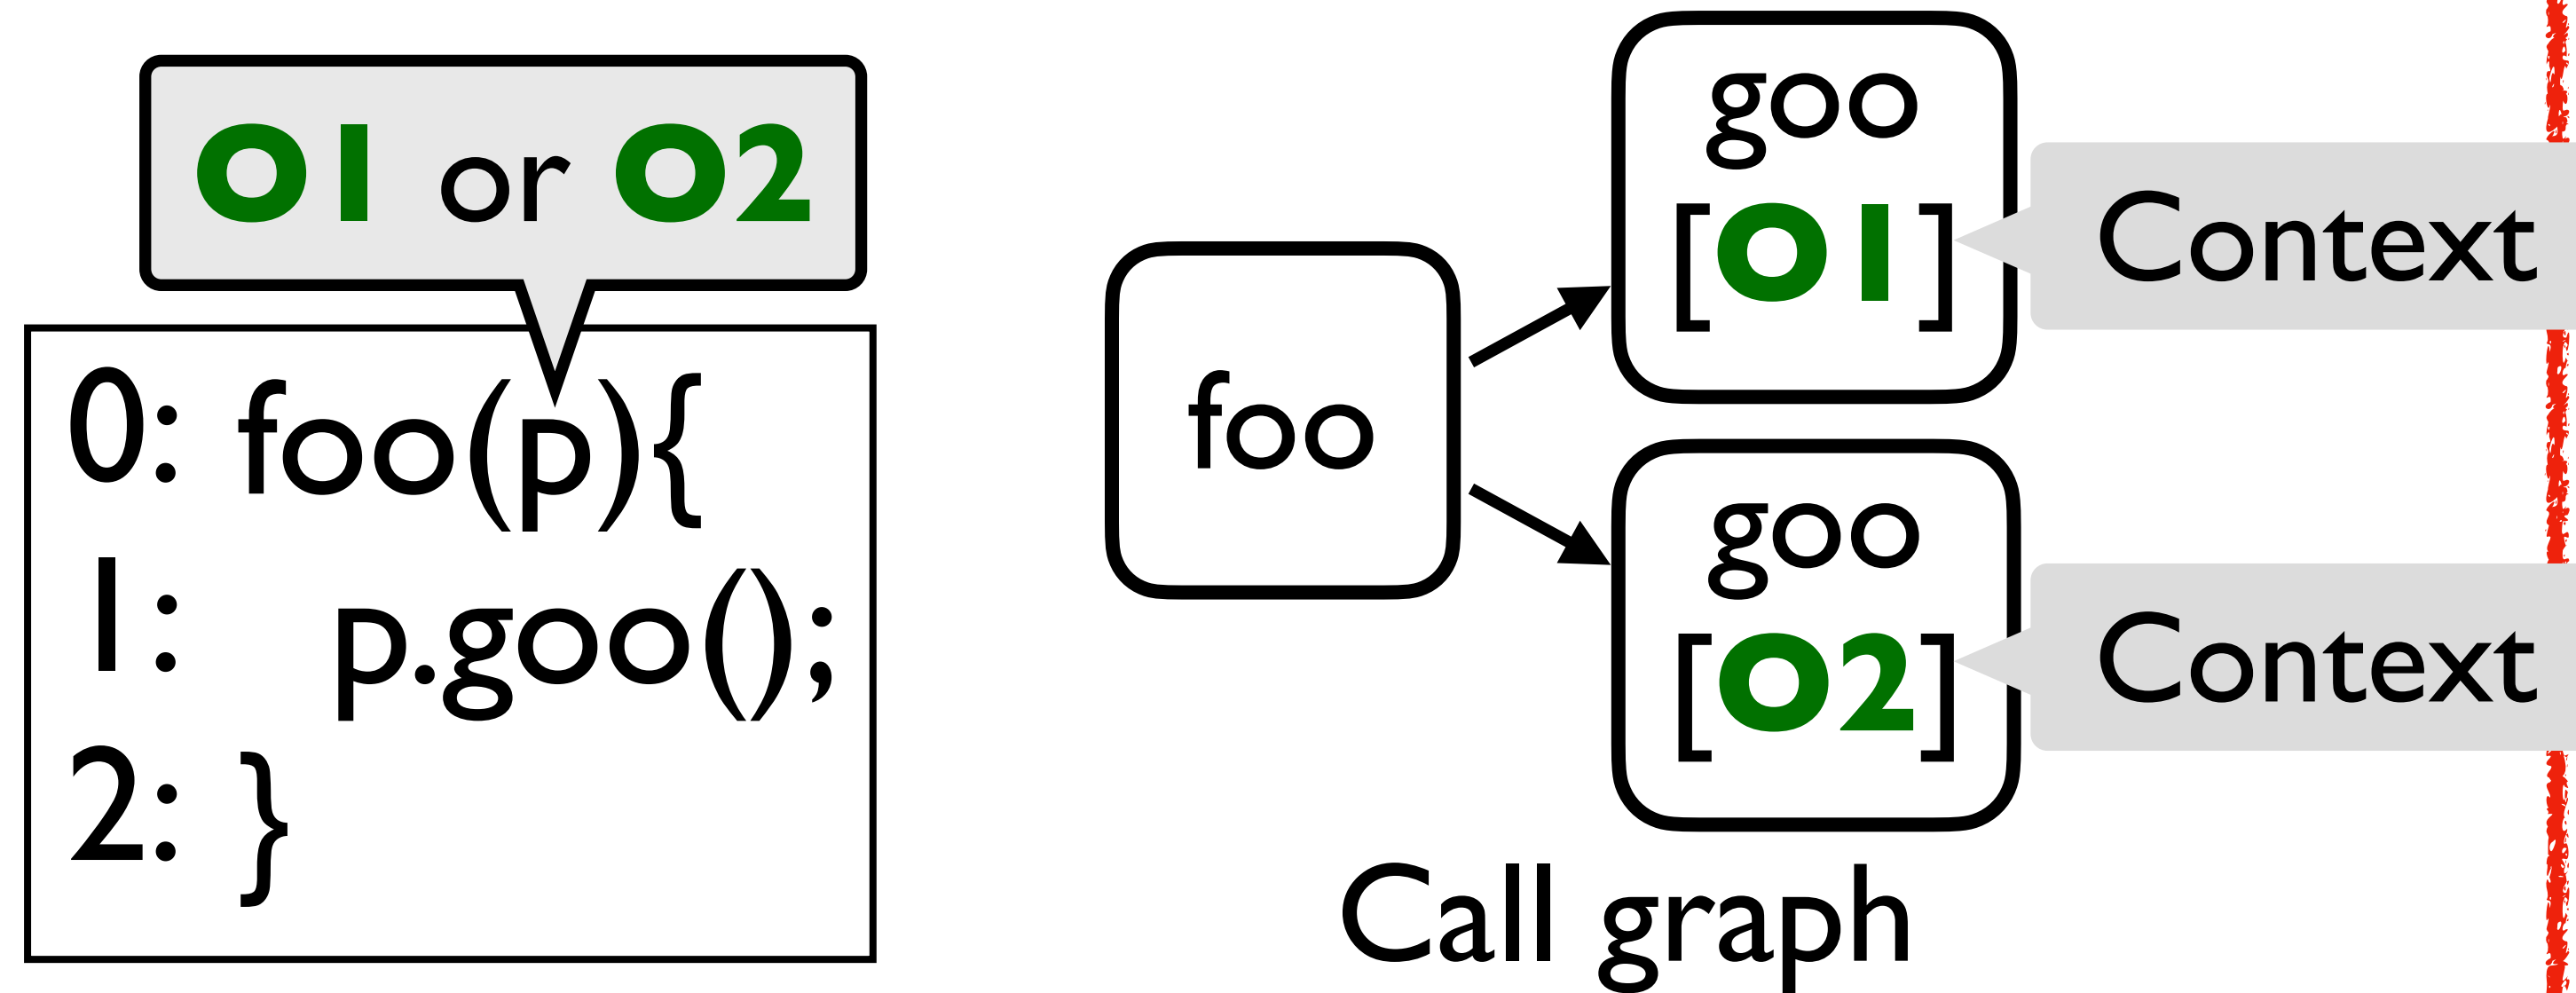 O1 or O2
0: foo(p){
1: p.goo();
2: }
foo
goo
[O1]
Context
goo
[O2]
Context
Call graph